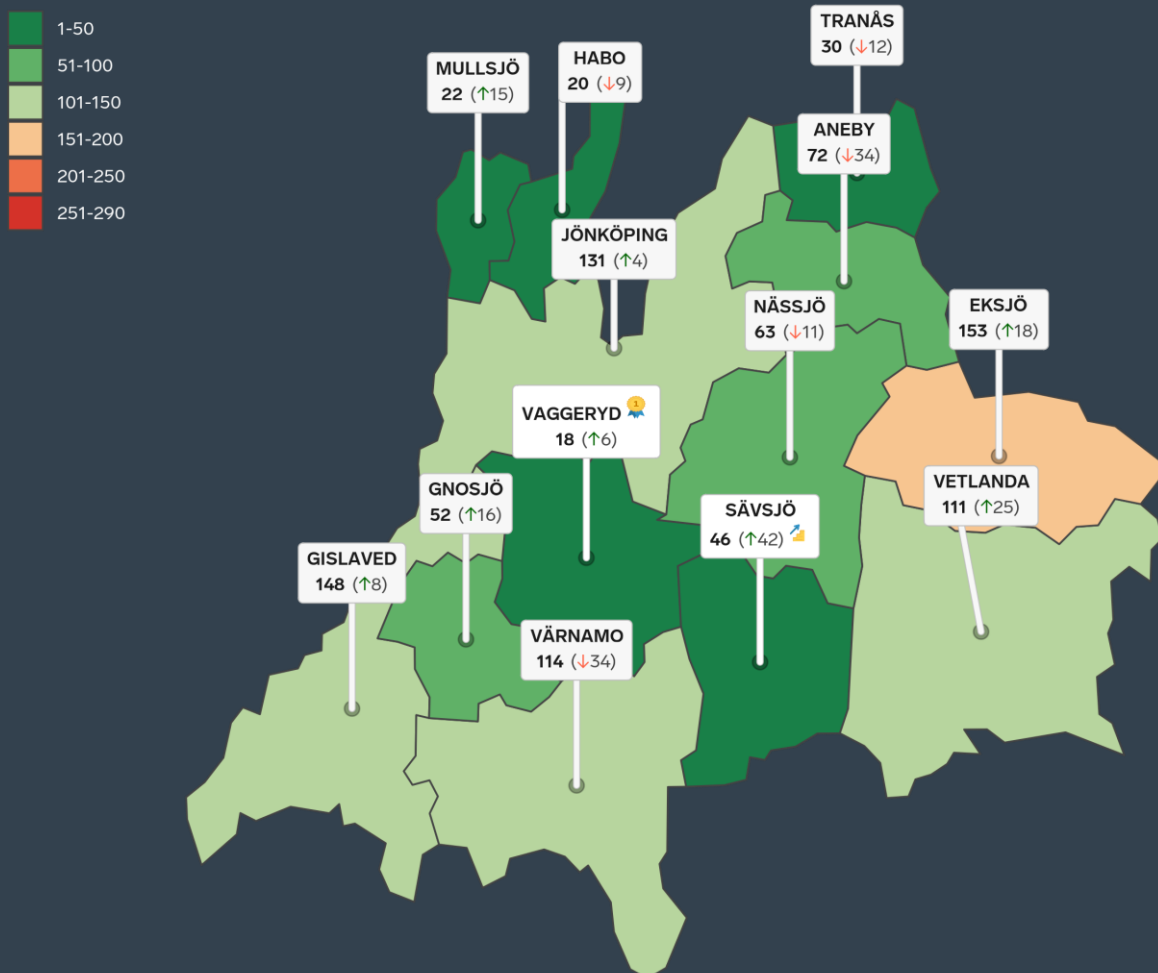 1-50
51-100
101-150
151-200
201-250
251-290
TRANÅS
30 (↓12)
HABO
20 (↓9)
MULLSJÖ
22 (↑15)
ANEBY
72 (↓34)
JÖNKÖPING
131 (↑4)
NÄSSJÖ
63 (↓11)
EKSJÖ
153 (↑18)
VAGGERYD 1
18 (↑6)
GNOSJÖ
52 (↑16)
VETLANDA
111 (↑25)
SÄVSJÖ
46 (↑42)
GISLAVED
148 (↑8)
VÄRNAMO
114 (↓34)